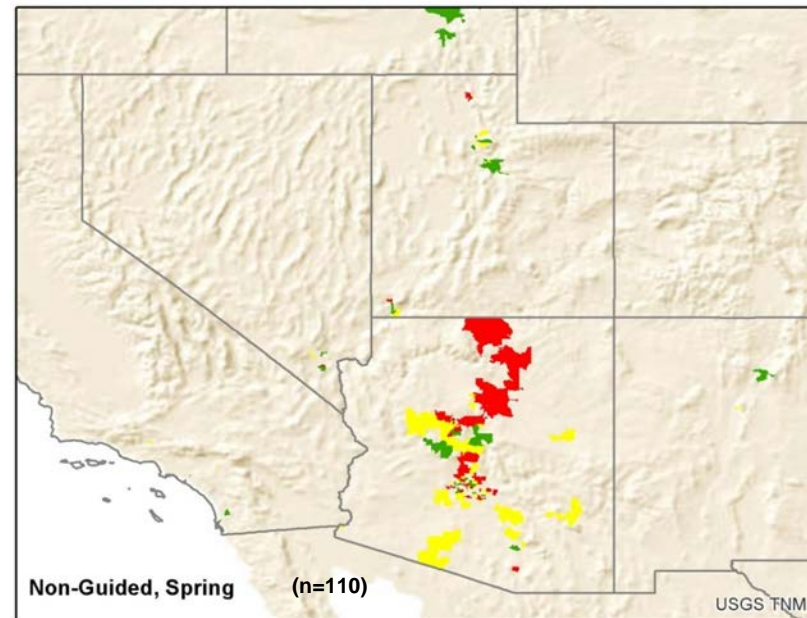 Non-Guided, Spring (n=110)
USGS TNM